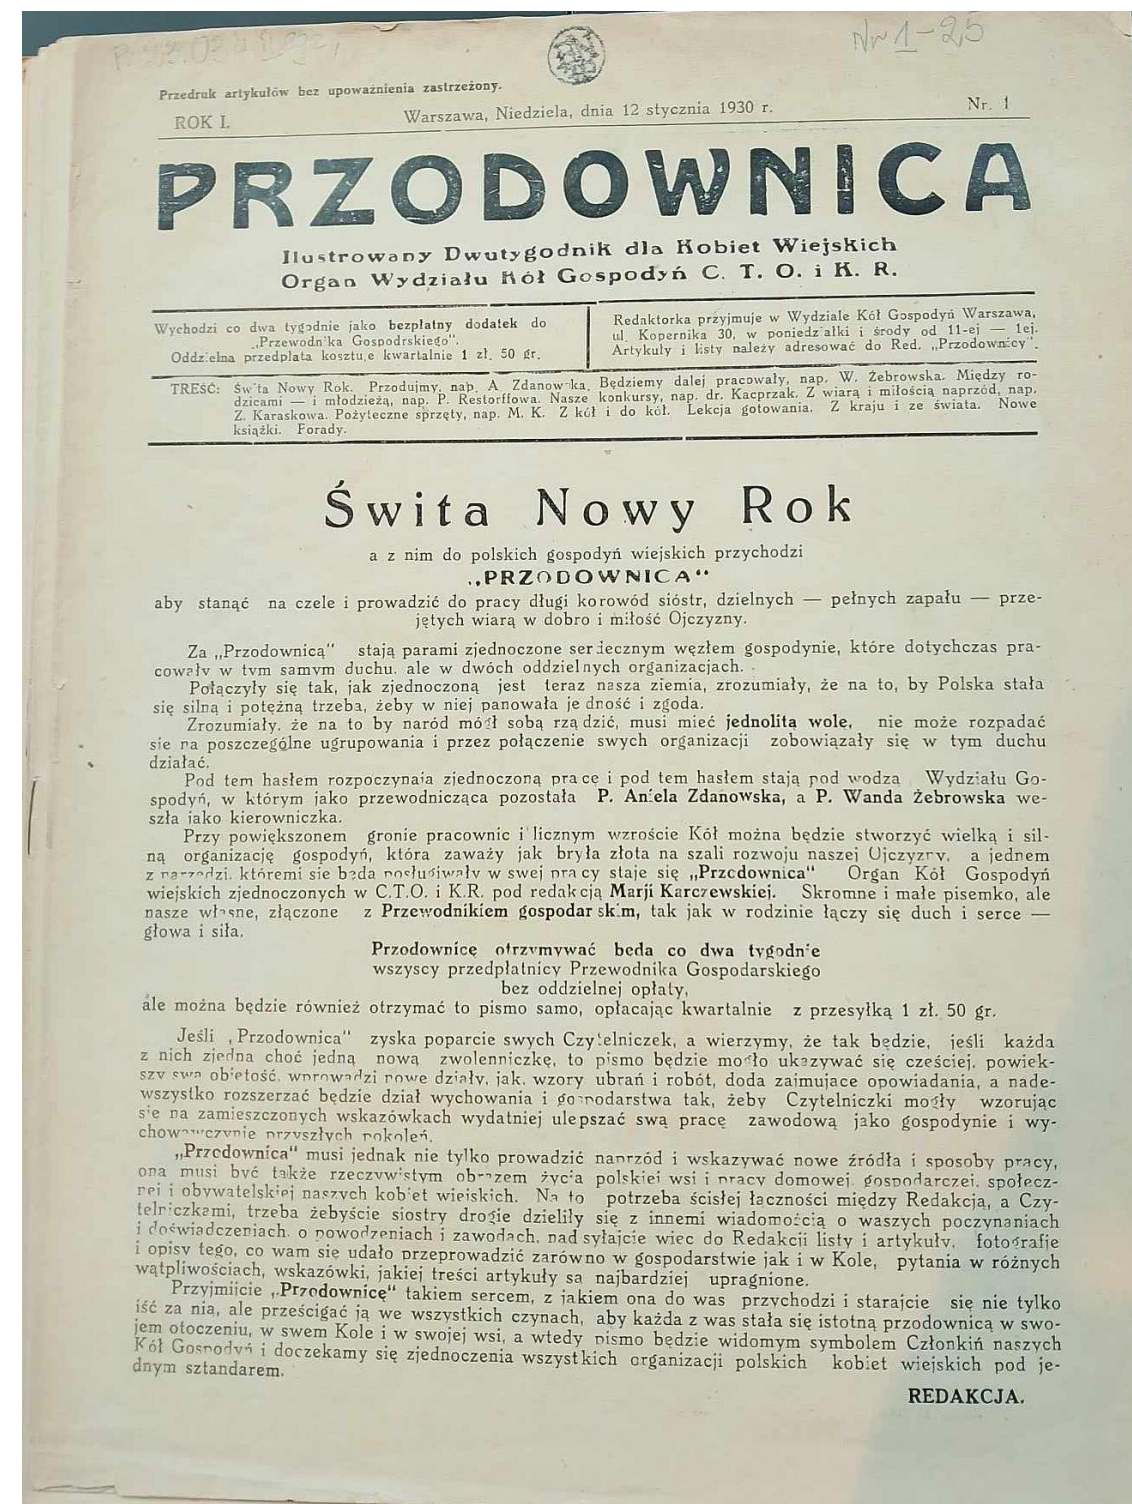 Nr 1-25
Przedruk artykułów bez upoważnienia zastrzeżony.
ROK I.
Warszawa, Niedziela, dnia 12 stycznia 1930 r.
Nr. 1
PRZODOWNICA
Ilustrowany Dwutygodnik dla Kobiet Wiejskich
Organ Wydziału Kół Gospodyń C. T. O. i K. R.
Wychodzi co dwa tygodnie jako bezpłatny dodatek do
„Przewodnika Gospodrskiego".
Oddzielna przedpłata kosztuje kwartalnie 1 zł. 50 gr.
Redaktorka przyjmuje w Wydziale Kół Gospodyń Warszawa,
ul. Kopernika 30, w poniedziałki i środy od 11-ej — 1ej.
Artykuły i listy należy adresować do Red. „Przodownicy".
TREŚĆ: Świta Nowy Rok. Przodujmy, nap. A Zdanowska. Będziemy dalej pracowały, nap. W. Żebrowska. Między ro-
dzicami — i młodzieżą, nap. P. Restorffowa. Nasze konkursy, nap. dr. Kacprzak. Z wiarą i miłością naprzód, nap.
Z. Karaskowa. Pożyteczne sprzęty, nap. M. K. Z kół i do kół. Lekcja gotowania. Z kraju i ze świata. Nowe
książki. Porady.
Świta Nowy Rok
a z nim do polskich gospodyń wiejskich przychodzi
„PRZODOWNICA"
aby stanąć na czele i prowadzić do pracy długi korowód sióstr, dzielnych — pełnych zapału — prze-
jętych wiarą w dobro i miłość Ojczyzny.
Za „Przodownicą" stają parami zjednoczone serdecznym węzłem gospodynie, które dotychczas pra-
cowały w tym samym duchu, ale w dwóch oddzielnych organizacjach.
Połączyły się tak, jak zjednoczoną jest teraz nasza ziemia, zrozumiały, że na to, by Polska stała
się silną i potężną trzeba, żeby w niej panowała jedność i zgoda.
Zrozumiały, że na to by naród mógł sobą rządzić, musi mieć jednolitą wolę, nie może rozpadać
sie na poszczególne ugrupowania i przez połączenie swych organizacji zobowiązały się w tym duchu
działać.
Pod tem hasłem rozpoczynają zjednoczoną pracę i pod tem hasłem stają pod wodzą Wydziału Go-
spodyń, w którym jako przewodnicząca pozostała P. Aniela Zdanowska, a P. Wanda Żebrowska we-
szła jako kierowniczka.
Przy powiększonem gronie pracownic i licznym wzroście Kół można będzie stworzyć wielką i sil-
ną organizację gospodyń, która zaważy jak bryła złota na szali rozwoju naszej Ojczyzny, a jednem
z narzędzi, któremi sie będą posługiwały w swej pracy staje się „Przodownica" Organ Kół Gospodyń
wiejskich zjednoczonych w C.T.O. i K.R. pod redakcją Marji Karczewskiej. Skromne i małe pisemko, ale
nasze własne, złączone z Przewodnikiem gospodarskim, tak jak w rodzinie łączy się duch i serce —
głowa i siła.
Przodownicę otrzymywać będą co dwa tygodnie
wszyscy przedpłatnicy Przewodnika Gospodarskiego
bez oddzielnej opłaty,
ale można będzie również otrzymać to pismo samo, opłacając kwartalnie z przesyłką 1 zł. 50 gr.
Jeśli „Przodownica" zyska poparcie swych Czytelniczek, a wierzymy, że tak będzie, jeśli każda
z nich zjedna choć jedną nową zwolenniczkę, to pismo będzie mogło ukazywać się częściej, powięk-
szy swą objętość, wprowadzi nowe działy, jak, wzory ubrań i robót, doda zajmujące opowiadania, a nade-
wszystko rozszerzać będzie dział wychowania i gospodarstwa tak, żeby Czytelniczki mogły wzorując
się na zamieszczonych wskazówkach wydatniej ulepszać swą pracę zawodową jako gospodynie i wy-
chowawczynie przyszłych pokoleń.
„Przodownica" musi jednak nie tylko prowadzić naprzód i wskazywać nowe źródła i sposoby pracy,
ona musi być także rzeczywistym obrazem życia polskiej wsi i pracy domowej, gospodarczej, społecz-
nej i obywatelskiej naszych kobiet wiejskich. Na to potrzeba ścisłej łączności między Redakcją, a Czy-
telniczkami, trzeba żebyście siostry drogie dzieliły się z innemi wiadomością o waszych poczynaniach
i doświadczeniach, o powodzeniach i zawodach, nadsyłajcie więc do Redakcji listy i artykuły, fotografie
i opisy tego, co wam się udało przeprowadzić zarówno w gospodarstwie jak i w Kole, pytania w różnych
wątpliwościach, wskazówki, jakiej treści artykuły są najbardziej upragnione.
Przyjmijcie „Przodownicę" takiem sercem, z jakiem ona do was przychodzi i starajcie się nie tylko
iść za nią, ale prześcigać ją we wszystkich czynach, aby każda z was stała się istotną przodownicą w swo-
jem otoczeniu, w swem Kole i w swojej wsi, a wtedy pismo będzie widomym symbolem Członkiń naszych
Kół Gospodyń i doczekamy się zjednoczenia wszystkich organizacji polskich kobiet wiejskich pod je-
dnym sztandarem.
REDAKCJA.